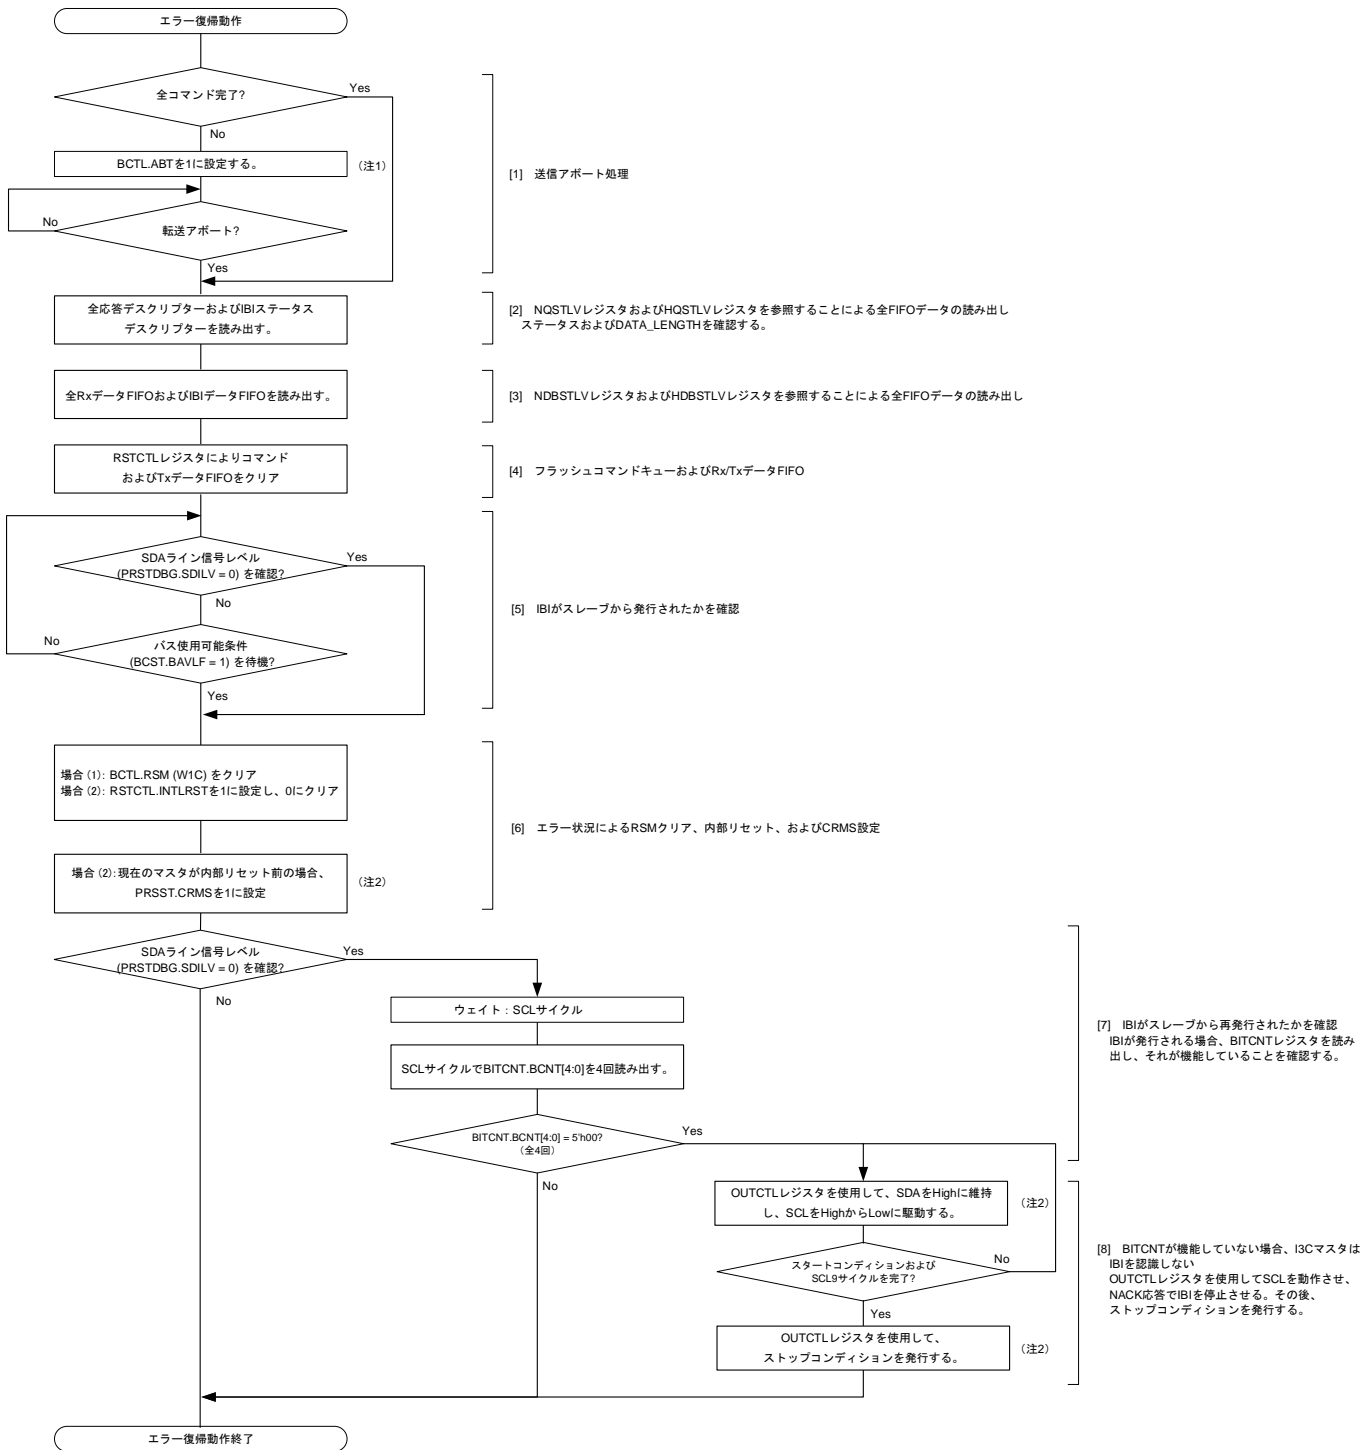 エラー復帰動作
全コマンド完了?
Yes
No
BCTL.ABTを1に設定する。
（注1）
[1] 送信アボート処理
No
転送アボート?
Yes
全応答デスクリプターおよびIBIステータス
デスクリプターを読み出す。
[2] NQSTLVレジスタおよびHQSTLVレジスタを参照することによる全FIFOデータの読み出し
ステータスおよびDATA_LENGTHを確認する。
全RxデータFIFOおよびIBIデータFIFOを読み出す。
[3] NDBSTLVレジスタおよびHDBSTLVレジスタを参照することによる全FIFOデータの読み出し
RSTCTLレジスタによりコマンド
およびTxデータFIFOをクリア
[4] フラッシュコマンドキューおよびRx/TxデータFIFO
SDAライン信号レベル
(PRSTDBG.SDILV = 0) を確認?
Yes
No
[5] IBIがスレーブから発行されたかを確認
No
バス使用可能条件
(BCST.BAVLF = 1) を待機?
Yes
場合 (1): BCTL.RSM (W1C) をクリア
場合 (2): RSTCTL.INTLRSTを1に設定し、0にクリア
[6] エラー状況によるRSMクリア、内部リセット、およびCRMS設定
場合 (2): 現在のマスタが内部リセット前の場合、
PRSST.CRMSを1に設定
（注2）
SDAライン信号レベル
(PRSTDBG.SDILV = 0) を確認?
Yes
No
ウェイト：SCLサイクル
SCLサイクルでBITCNT.BCNT[4:0]を4回読み出す。
[7] IBIがスレーブから再発行されたかを確認
IBIが発行される場合、BITCNTレジスタを読み
出し、それが機能していることを確認する。
BITCNT.BCNT[4:0] = 5'h00?
（全4回）
Yes
No
OUTCTLレジスタを使用して、SDAをHighに維持
し、SCLをHighからLowに駆動する。
（注2）
スタートコンディションおよび
SCL9サイクルを完了?
No
Yes
[8] BITCNTが機能していない場合、I3Cマスタは
IBIを認識しない
OUTCTLレジスタを使用してSCLを動作させ、
NACK応答でIBIを停止させる。その後、
ストップコンディションを発行する。
OUTCTLレジスタを使用して、
ストップコンディションを発行する。
（注2）
エラー復帰動作終了